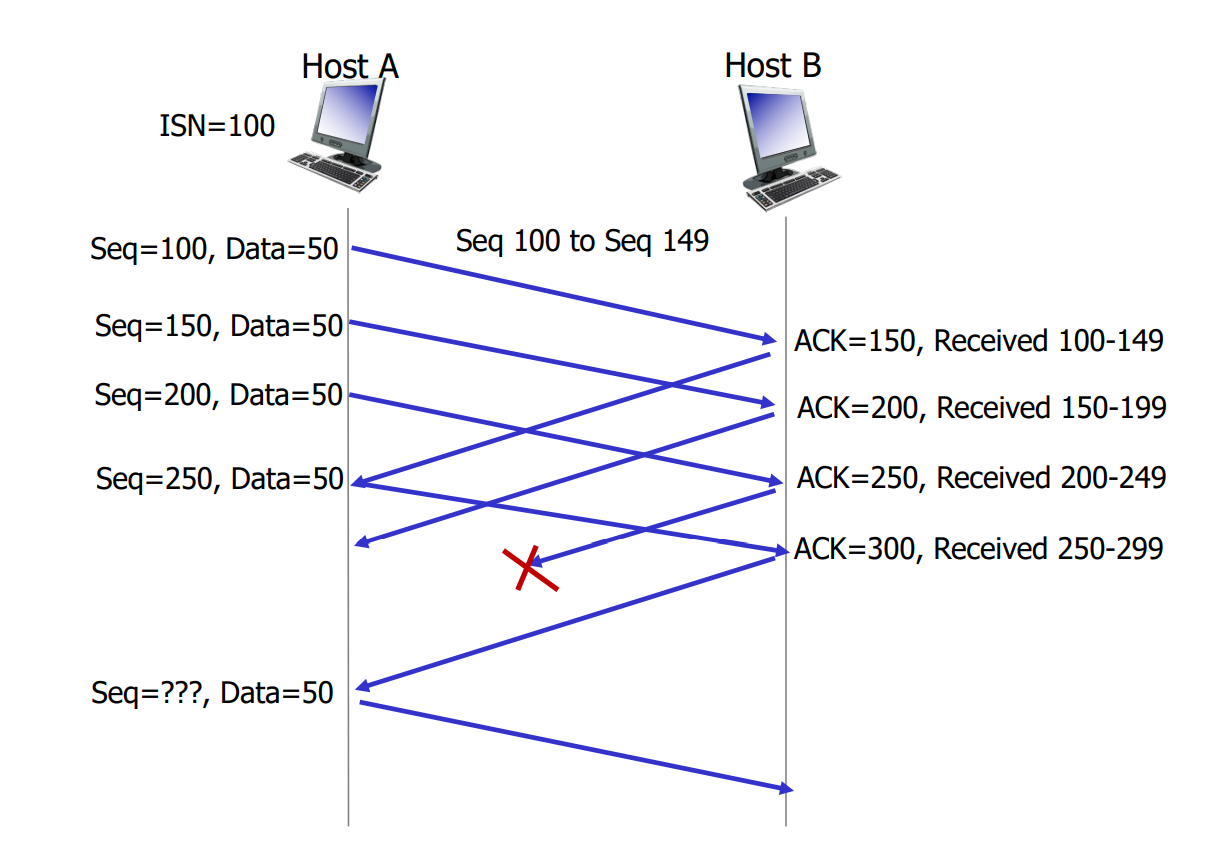 Host A
Host B
ISN=100
Seq=100, Data=50
Seq 100 to Seq 149
Seq=150, Data=50
ACK=150, Received 100-149
Seq=200, Data=50
ACK=200, Received 150-199
Seq=250, Data=50
ACK=250, Received 200-249
ACK=300, Received 250-299
Seq=???, Data=50